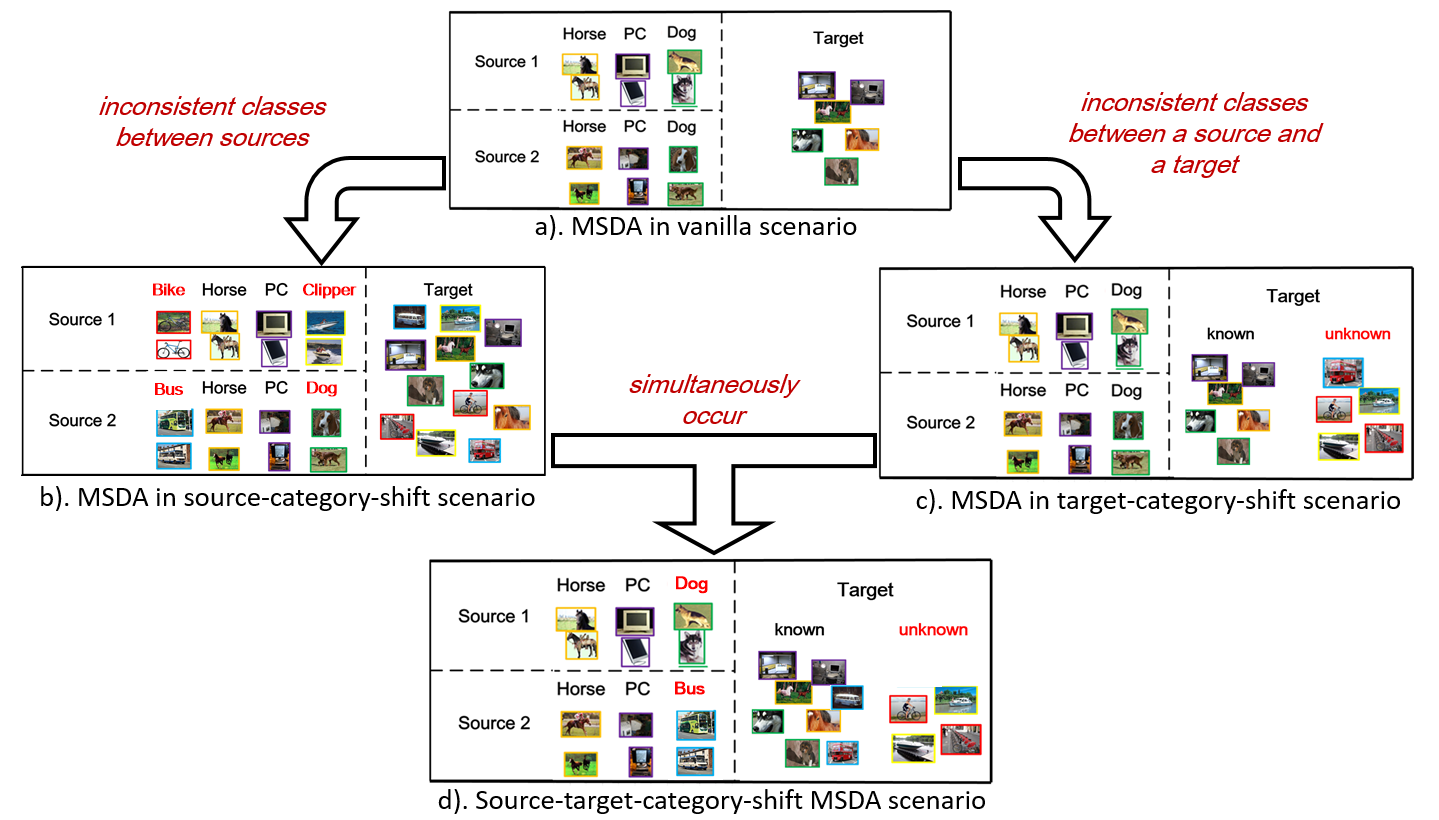 Horse PC Dog
Source 1
Target
Horse PC Dog
Source 2
a). MSDA in vanilla scenario
inconsistent classes
between sources
inconsistent classes
between a source and
a target
Bike Horse PC Clipper
Source 1
Target
Bus Horse PC Dog
Source 2
b). MSDA in source-category-shift scenario
simultaneously
occur
Horse PC Dog
Source 1
Target
known unknown
Horse PC Dog
Source 2
c). MSDA in target-category-shift scenario
Horse PC Dog
Source 1
Target
known unknown
Horse PC Bus
Source 2
d). Source-target-category-shift MSDA scenario